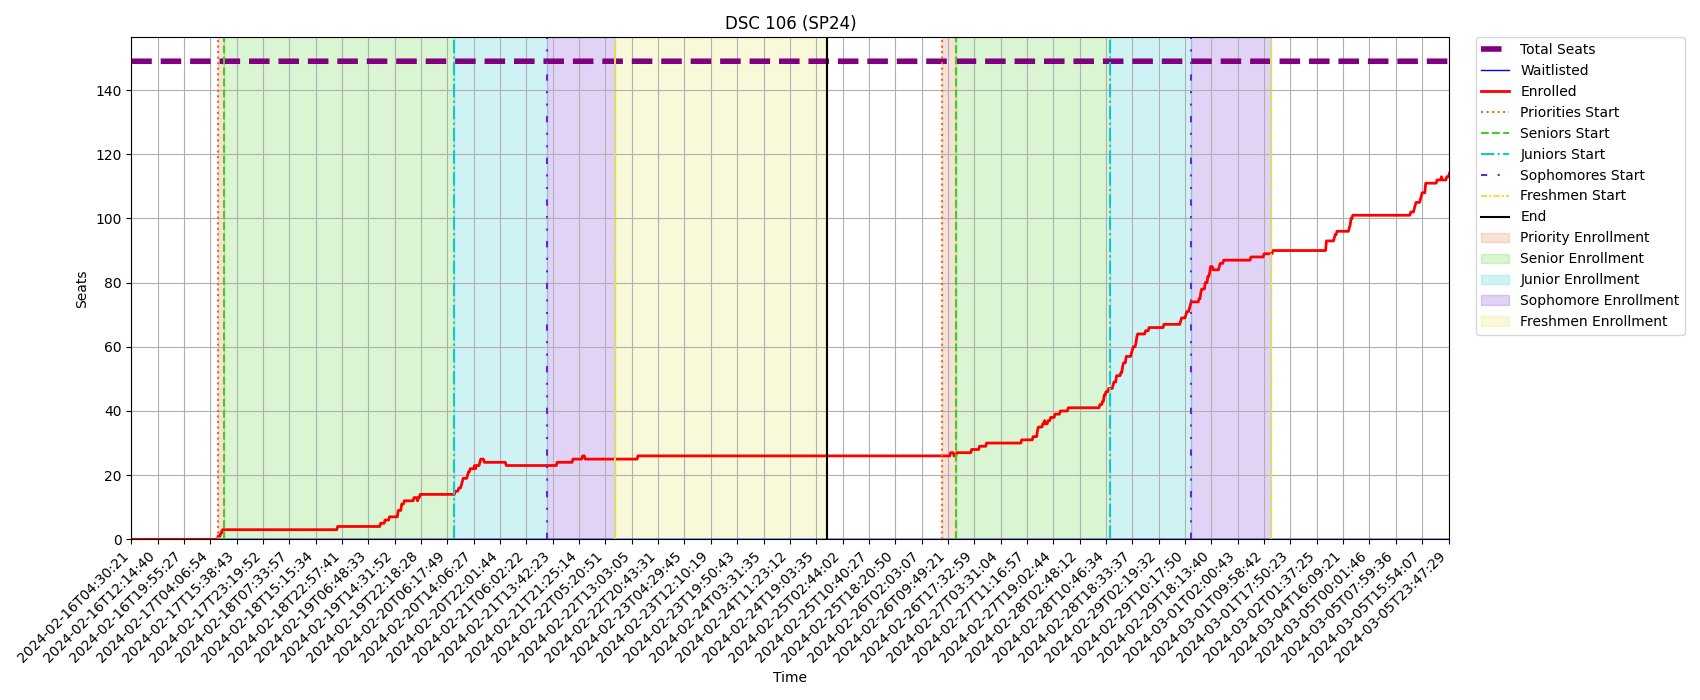 DSC 106 (SP24)
Total Seats
Waitlisted
Enrolled
Priorities Start
Seniors Start
Juniors Start
Sophomores Start
Freshmen Start
End
Priority Enrollment
Senior Enrollment
Junior Enrollment
Sophomore Enrollment
Freshmen Enrollment
Seats
140
120
100
80
60
40
20
0
2024-02-16T04:30:21
2024-02-16T12:14:40
2024-02-16T19:55:27
2024-02-17T04:06:54
2024-02-17T15:38:43
2024-02-17T23:19:52
2024-02-18T07:33:57
2024-02-18T15:15:34
2024-02-18T22:57:41
2024-02-19T06:48:33
2024-02-19T14:31:52
2024-02-19T22:18:28
2024-02-20T06:17:49
2024-02-20T14:06:27
2024-02-20T22:01:44
2024-02-21T06:02:22
2024-02-21T13:42:23
2024-02-21T21:25:14
2024-02-22T05:20:51
2024-02-22T13:03:05
2024-02-22T20:43:31
2024-02-23T04:29:45
2024-02-23T12:10:19
2024-02-23T19:50:43
2024-02-24T03:31:35
2024-02-24T11:23:12
2024-02-24T19:03:35
2024-02-25T02:44:02
2024-02-25T10:40:27
2024-02-25T18:20:50
2024-02-26T02:03:07
2024-02-26T09:49:21
2024-02-26T17:32:59
2024-02-27T03:31:04
2024-02-27T11:16:57
2024-02-27T19:02:44
2024-02-28T02:48:12
2024-02-28T10:46:34
2024-02-28T18:33:37
2024-02-29T02:19:32
2024-02-29T10:17:50
2024-02-29T18:13:40
2024-03-01T02:00:43
2024-03-01T09:58:42
2024-03-01T17:50:23
2024-03-02T01:37:25
2024-03-04T16:09:21
2024-03-05T00:01:46
2024-03-05T07:59:36
2024-03-05T15:54:07
2024-03-05T23:47:29
Time